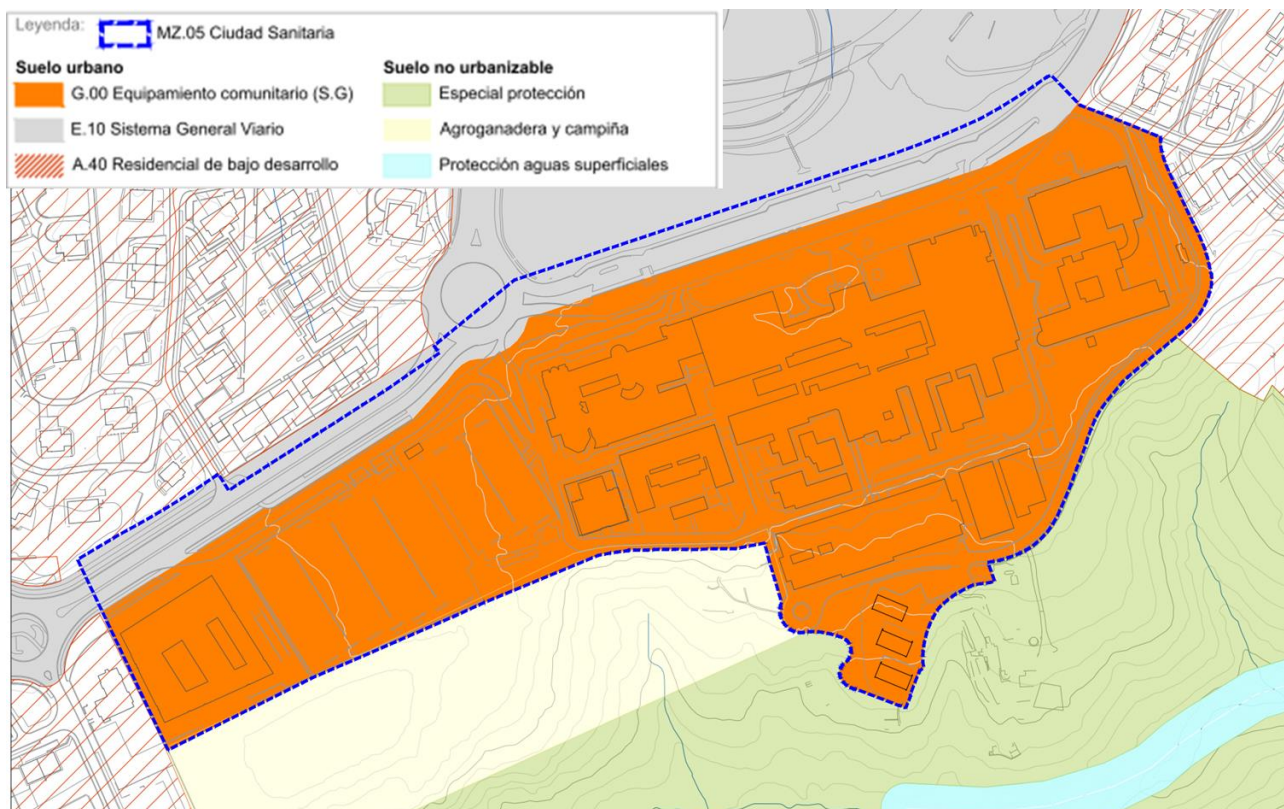 Leyenda: MZ.05 Ciudad Sanitaria
Suelo urbano
G.00 Equipamiento comunitario (S.G)
E.10 Sistema General Viario
A.40 Residencial de bajo desarrollo
Suelo no urbanizable
Especial protección
Agroganadera y campiña
Protección aguas superficiales